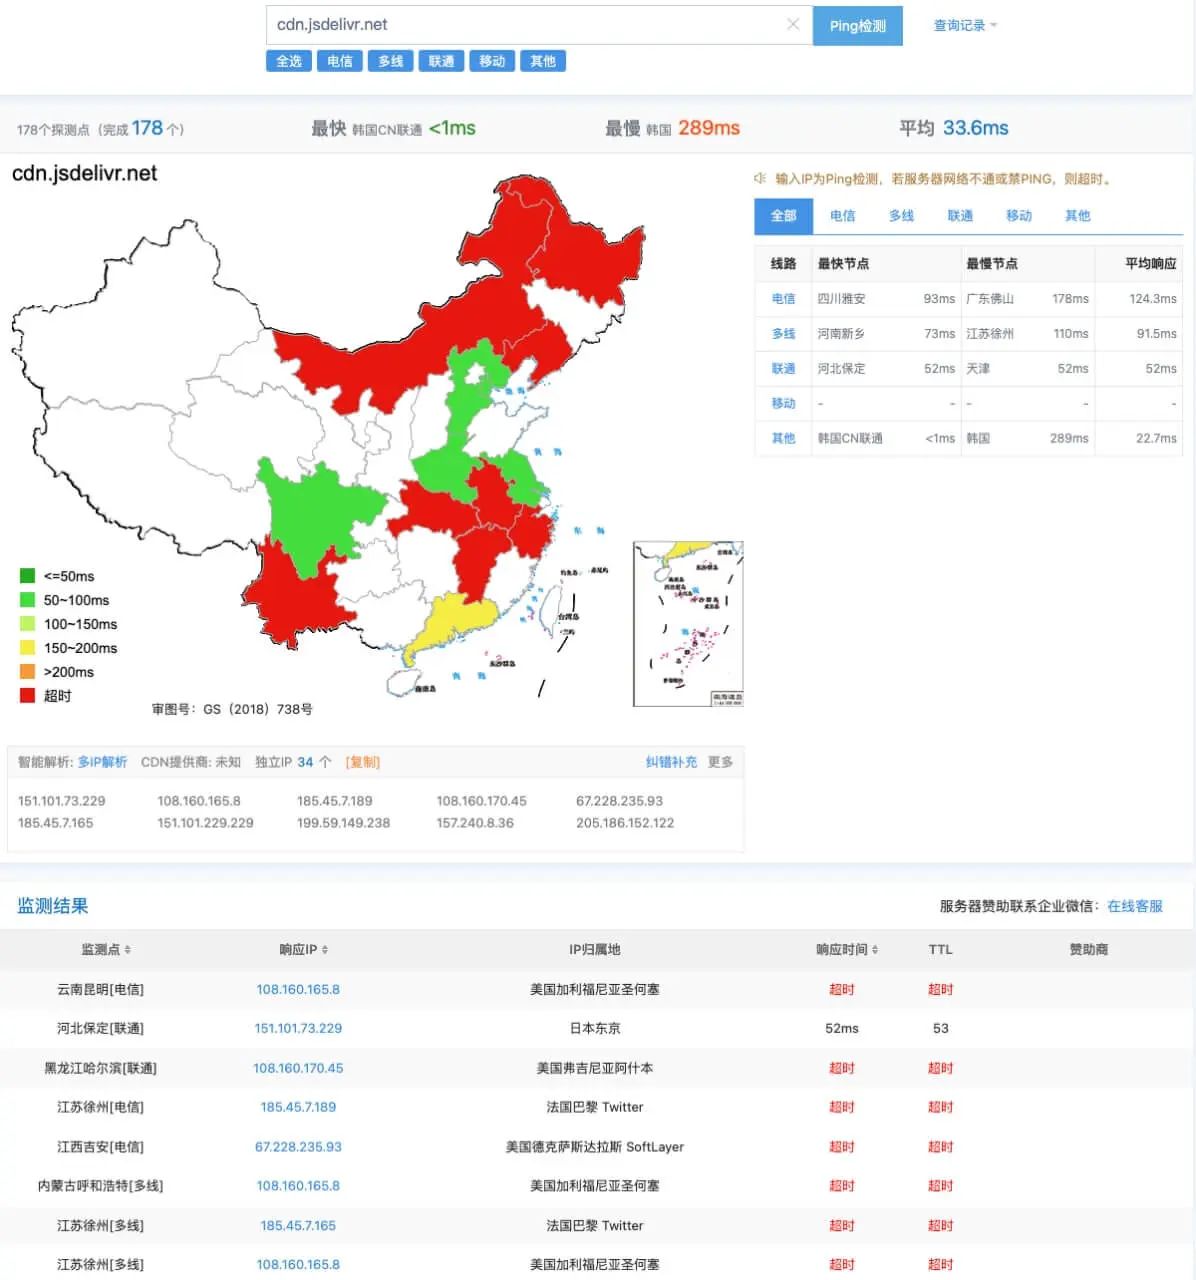 cdn.jsdelivr.net
Ping检测
查询记录
全选 电信 多线 联通 移动 其他
178个探测点（完成178个） 最快 韩国CN联通 <1ms 最慢 韩国 289ms 平均 33.6ms
cdn.jsdelivr.net
输入IP为Ping检测，若服务器网络不通或禁PING，则超时。
全部 电信 多线 联通 移动 其他
线路 最快节点 最慢节点 平均响应
电信 四川雅安 93ms 广东佛山 178ms 124.3ms
多线 河南新乡 73ms 江苏徐州 110ms 91.5ms
联通 河北保定 52ms 天津 52ms 52ms
移动 - - - - -
其他 韩国CN联通 <1ms 韩国 289ms 22.7ms
东 海
台湾岛
东沙群岛
南 海
海南岛
<=50ms
50~100ms
100~150ms
150~200ms
>200ms
超时
审图号：GS（2018）738号
智能解析: 多IP解析 CDN提供商: 未知 独立IP 34 个 [复制] 纠错补充 更多
151.101.73.229 108.160.165.8 185.45.7.189 108.160.170.45 67.228.235.93
185.45.7.165 151.101.229.229 199.59.149.238 157.240.8.36 205.186.152.122
监测结果
服务器赞助联系企业微信：在线客服
监测点 响应IP IP归属地 响应时间 TTL 赞助商
云南昆明[电信] 108.160.165.8 美国加利福尼亚圣何塞 超时 超时
河北保定[联通] 151.101.73.229 日本东京 52ms 53
黑龙江哈尔滨[联通] 108.160.170.45 美国弗吉尼亚阿什本 超时 超时
江苏徐州[电信] 185.45.7.189 法国巴黎 Twitter 超时 超时
江西吉安[电信] 67.228.235.93 美国德克萨斯达拉斯 SoftLayer 超时 超时
内蒙古呼和浩特[多线] 108.160.165.8 美国加利福尼亚圣何塞 超时 超时
江苏徐州[多线] 185.45.7.165 法国巴黎 Twitter 超时 超时
江苏徐州[多线] 108.160.165.8 美国加利福尼亚圣何塞 超时 超时